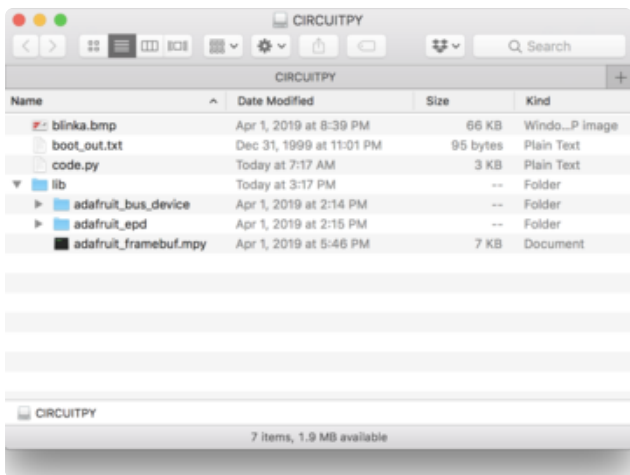 CIRCUITPY
Search
CIRCUITPY +
Name Date Modified Size Kind
blinka.bmp Apr 1, 2019 at 8:39 PM 66 KB Windo...P image
boot_out.txt Dec 31, 1999 at 11:01 PM 95 bytes Plain Text
code.py Today at 7:17 AM 3 KB Plain Text
lib Today at 3:17 PM -- Folder
adafruit_bus_device Apr 1, 2019 at 2:14 PM -- Folder
adafruit_epd Apr 1, 2019 at 2:15 PM -- Folder
adafruit_framebuf.mpy Apr 1, 2019 at 5:46 PM 7 KB Document
CIRCUITPY
7 items, 1.9 MB available